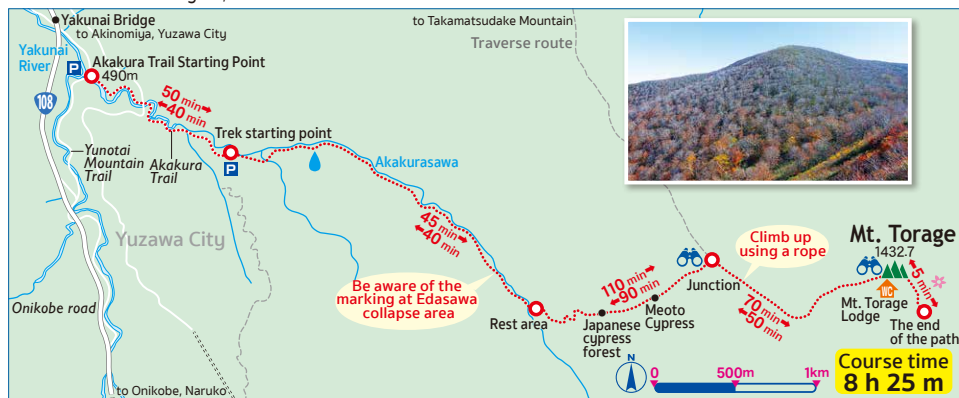 Yakunai Bridge
to Akinomiya, Yuzawa City
Yakunai
River
P
Akakura Trail Starting Point
490m
108
50 min
40 min
to Takamatsudake Mountain
Traverse route
Trek starting point
P
Yunotai
Mountain
Trail
Akakura
Trail
Akakurasawa
Yuzawa City
45 min
40 min
Be aware of the
marking at Edasawa
collapse area
Onikobe road
Rest area
110 min
90 min
Japanese
cypress
forest
Meoto
Cypress
Junction
Climb up
using a rope
70 min
50 min
Mt. Torage
1432.7
WC
Mt. Torage
Lodge
5 min
The end
of the path
to Onikobe, Naruko
N
0 500m 1km
Course time
8 h 25 m